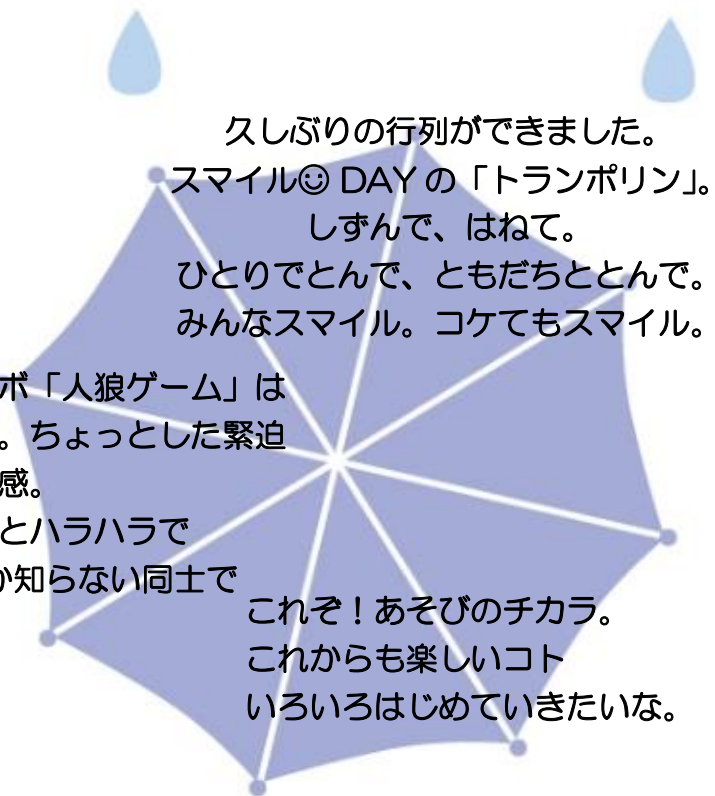 久しぶりの行列ができました。
スマイル☺DAYの「トランポリン」。
しずんで、はねて。
ひとりでとんで、ともだちととんで。
みんなスマイル。コケてもスマイル。
ボ「人狼ゲーム」は
。ちょっとした緊迫
感。
とハラハラで
か知らない同士で
これぞ！あそびのチカラ。
これからも楽しいコト
いろいろはじめていきたいな。